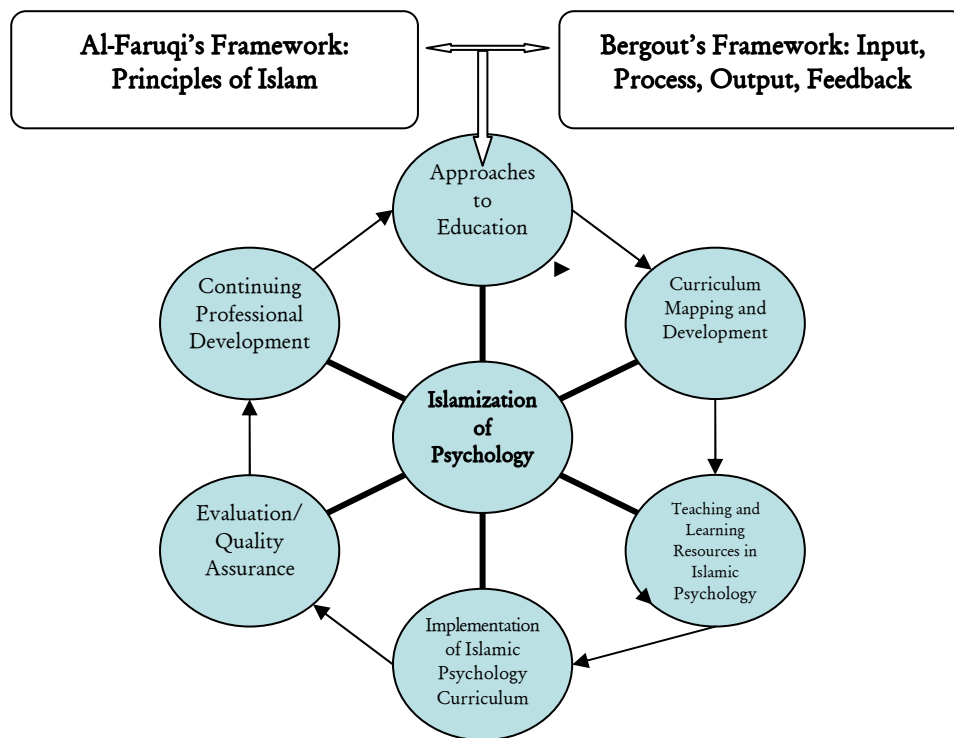 Al-Faruqi's Framework:
Principles of Islam
Bergout's Framework: Input,
Process, Output, Feedback
Approaches
to
Education
Curriculum
Mapping and
Development
Teaching and
Learning
Resources in
Islamic
Psychology
Implementation
of Islamic
Psychology
Curriculum
Evaluation/
Quality
Assurance
Continuing
Professional
Development
Islamization
of
Psychology